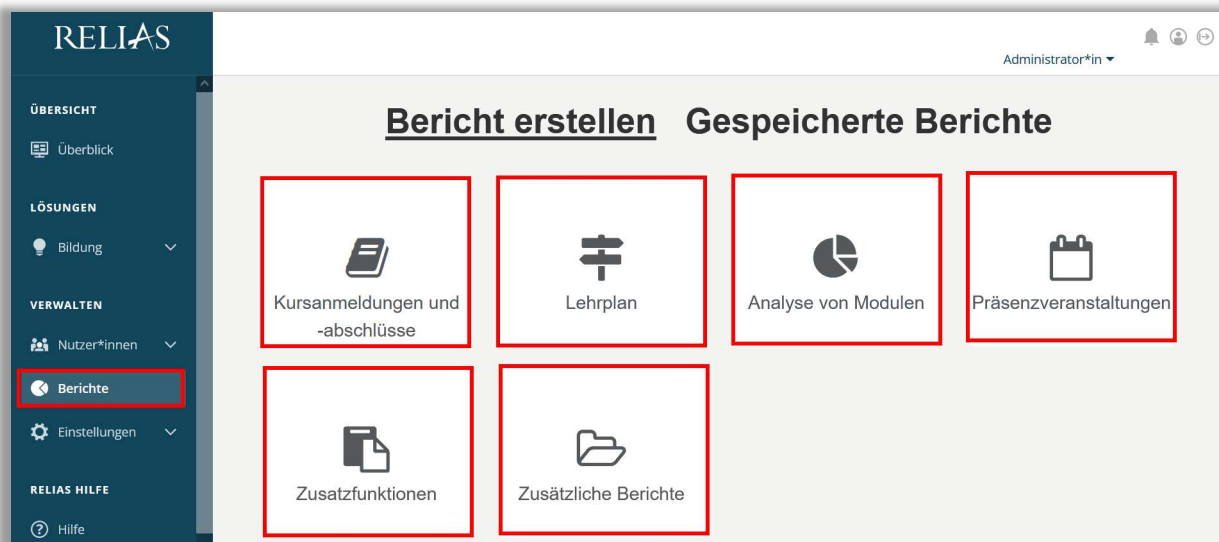 RELIAS
Administrator*in
ÜBERSICHT
Überblick
LÖSUNGEN
Bildung
VERWALTEN
Nutzer*innen
Berichte
Einstellungen
RELIAS HILFE
Hilfe
Bericht erstellen Gespeicherte Berichte
Kursanmeldungen und
-abschlüsse
Lehrplan
Analyse von Modulen
Präsenzveranstaltungen
Zusatzfunktionen
Zusätzliche Berichte